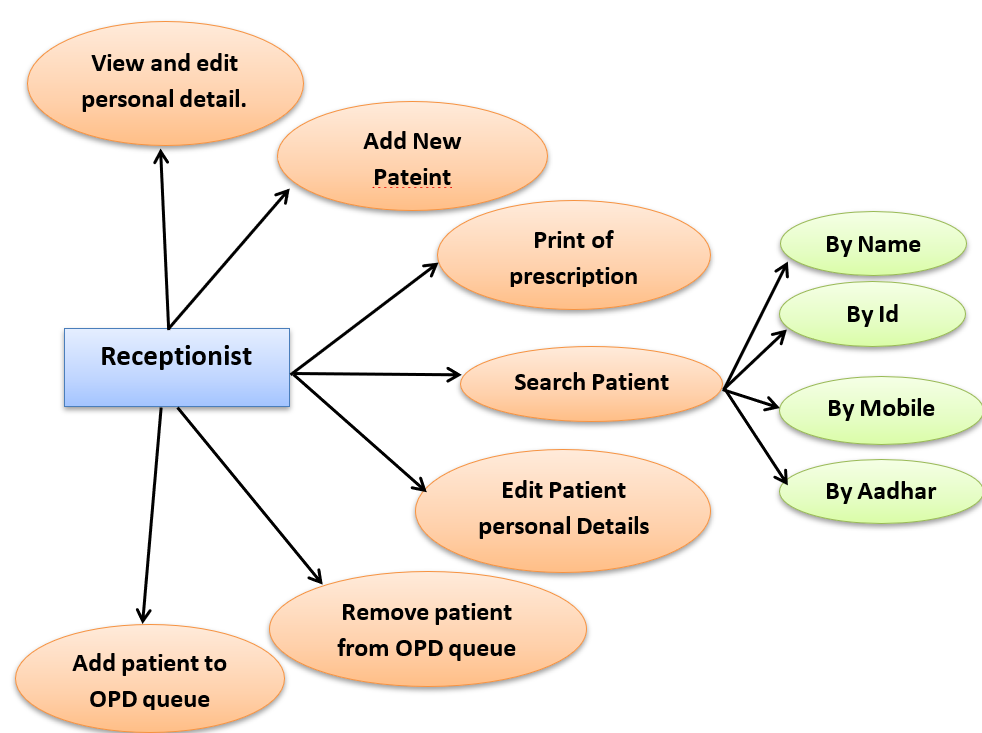 View and edit
personal detail.
Add New
Pateint
Print of
prescription
By Name
By Id
Receptionist
Search Patient
By Mobile
By Aadhar
Edit Patient
personal Details
Remove patient
from OPD queue
Add patient to
OPD queue